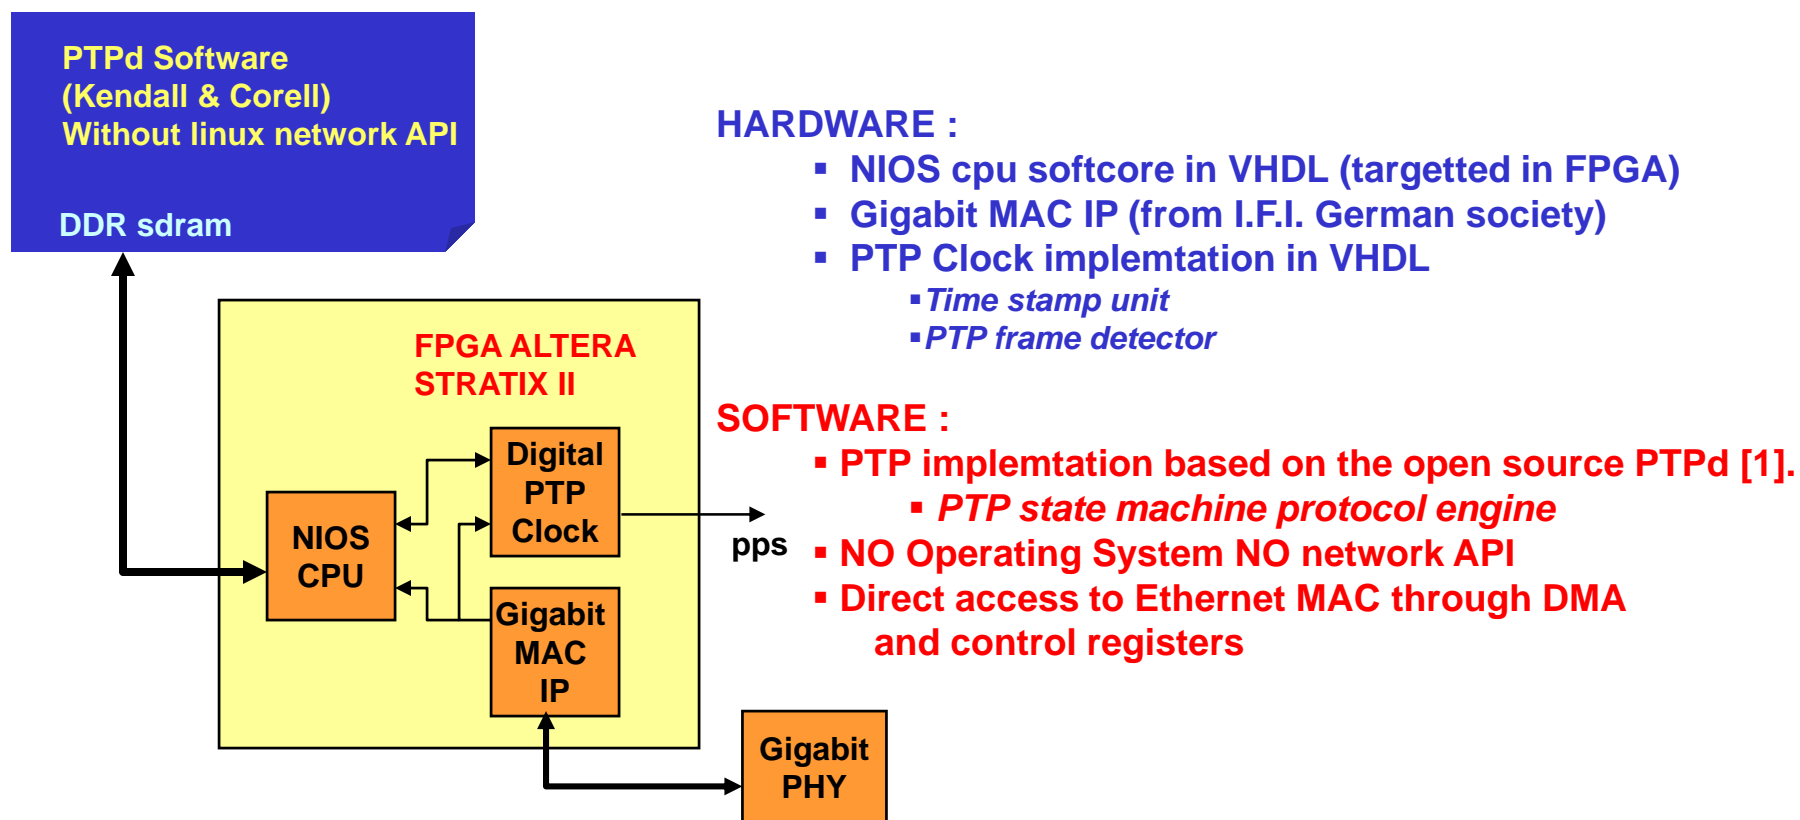 PTPd Software
(Kendall & Corell)
Without linux network API
DDR sdram
FPGA ALTERA
STRATIX II
Digital
PTP
Clock
NIOS
CPU
Gigabit
MAC
IP
pps
Gigabit
PHY
HARDWARE :
▪ NIOS cpu softcore in VHDL (targetted in FPGA)
▪ Gigabit MAC IP (from I.F.I. German society)
▪ PTP Clock implemtation in VHDL
▪ Time stamp unit
▪ PTP frame detector
SOFTWARE :
▪ PTP implemtation based on the open source PTPd [1].
▪ PTP state machine protocol engine
▪ NO Operating System NO network API
▪ Direct access to Ethernet MAC through DMA
and control registers